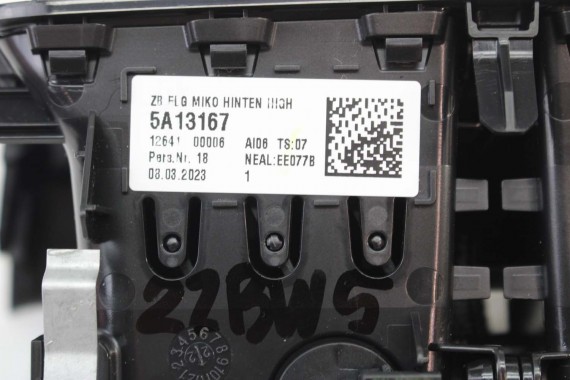 ZB FLG MIKO HINTEN HIGH
5A13167
12641 00006 AI06 TS:07
Pers.Nr. 18 NEAL:EE077B
08.03.2023 1
27BW5